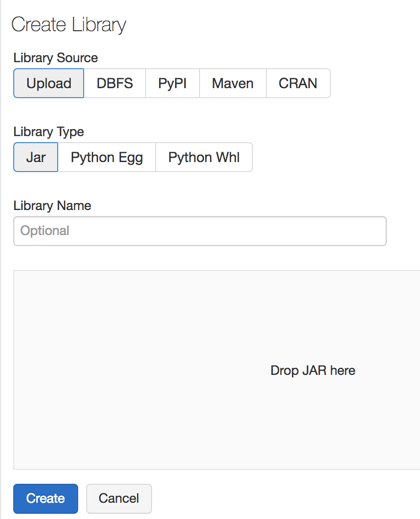 Create Library
Library Source
Upload DBFS PyPI Maven CRAN
Library Type
Jar Python Egg Python Whl
Library Name
Optional
Drop JAR here
Create Cancel